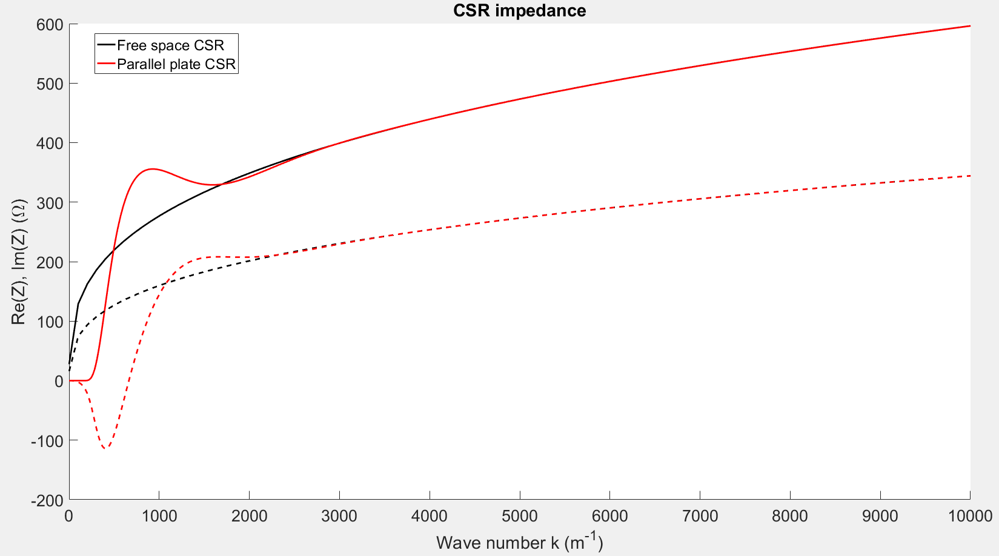 CSR impedance
Free space CSR
Parallel plate CSR
600
500
400
300
200
100
0
-100
-200
Re(Z), Im(Z) (Ω)
0 1000 2000 3000 4000 5000 6000 7000 8000 9000 10000
Wave number k (m⁻¹)